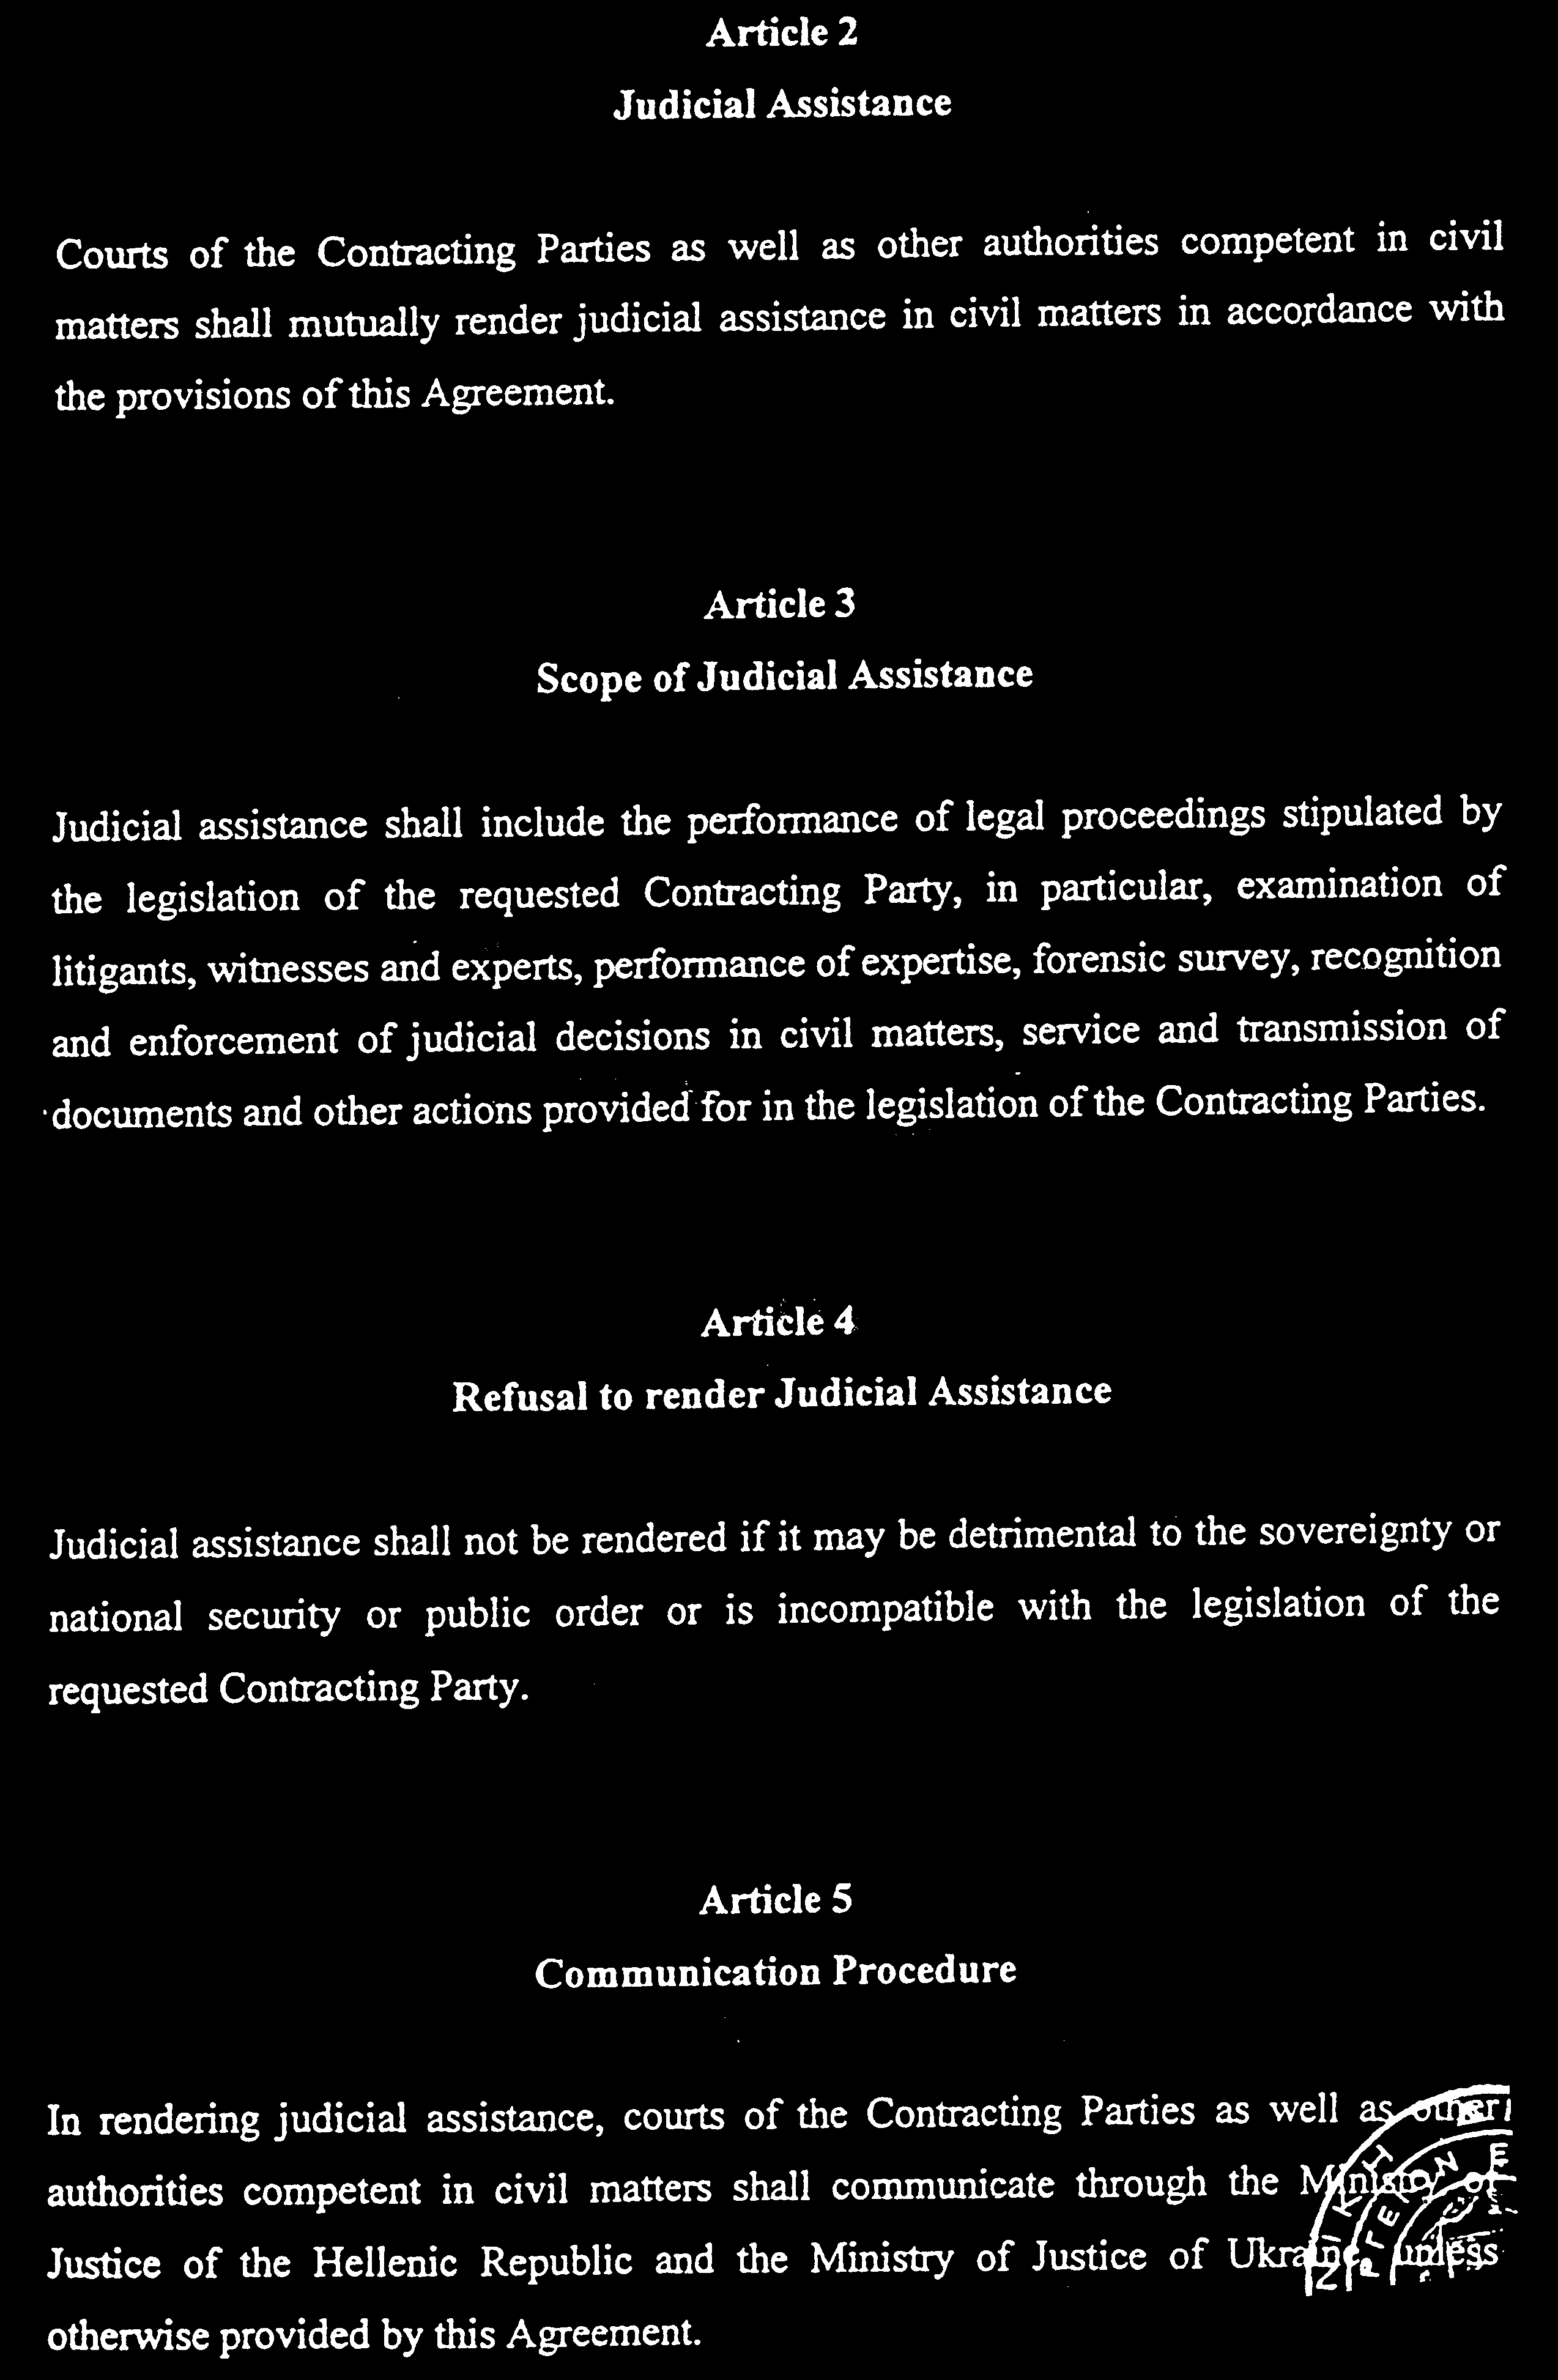 Article 2
Judicial Assistance
Courts of the Contracting Parties as well as other authorities competent in civil
matters shall mutually render judicial assistance in civil matters in accordance with
the provisions of this Agreement.
Article 3
Scope of Judicial Assistance
Judicial assistance shall include the performance of legal proceedings stipulated by
the legislation of the requested Contracting Party, in particular, examination of
litigants, witnesses and experts, performance of expertise, forensic survey, recognition
and enforcement of judicial decisions in civil matters, service and transmission of
documents and other actions provided for in the legislation of the Contracting Parties.
Article 4
Refusal to render Judicial Assistance
Judicial assistance shall not be rendered if it may be detrimental to the sovereignty or
national security or public order or is incompatible with the legislation of the
requested Contracting Party.
Article 5
Communication Procedure
In rendering judicial assistance, courts of the Contracting Parties as well as other
authorities competent in civil matters shall communicate through the Ministry of
Justice of the Hellenic Republic and the Ministry of Justice of Ukraine, unless
otherwise provided by this Agreement.